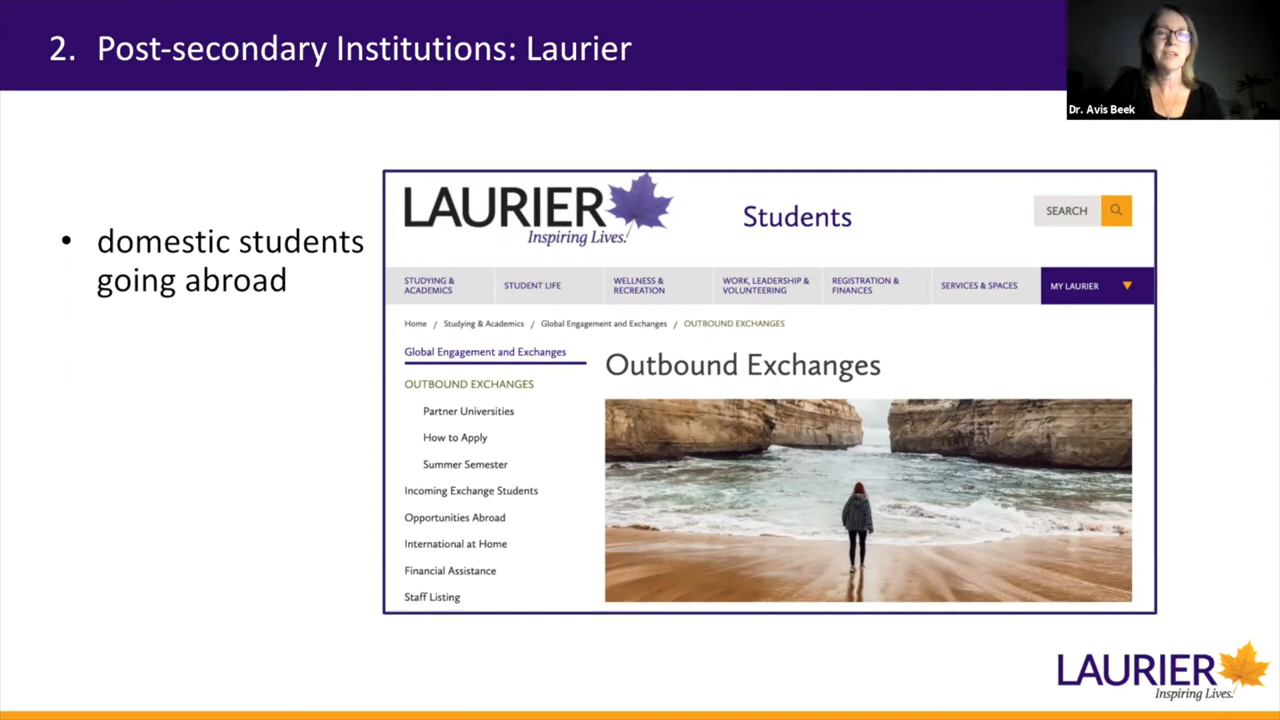 2. Post-secondary Institutions: Laurier
Dr. Avis Beek
• domestic students
going abroad
LAURIER
Inspiring Lives.
Students
SEARCH
STUDYING &
ACADEMICS
STUDENT LIFE
WELLNESS &
RECREATION
WORK, LEADERSHIP &
VOLUNTEERING
REGISTRATION &
FINANCES
SERVICES & SPACES
MY LAURIER
Home / Studying & Academics / Global Engagement and Exchanges / OUTBOUND EXCHANGES
Global Engagement and Exchanges
OUTBOUND EXCHANGES
Partner Universities
How to Apply
Summer Semester
Incoming Exchange Students
Opportunities Abroad
International at Home
Financial Assistance
Staff Listing
Outbound Exchanges
LAURIER
Inspiring Lives.